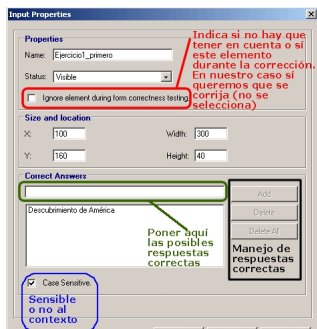 Input Properties
Properties
Name: Ejercicio1_primero
Status: Visible
Ignore element during form correctness testing.
Indica si no hay que
tener en cuenta o sí
este elemento
durante la corrección.
En nuestro caso sí
queremos que se
corrija (no se
selecciona)
Size and location
X: 100 Width: 300
Y: 160 Height: 40
Correct Answers
Add
Descubrimiento de América
Delete
Delete All
Poner aquí
las posibles
respuestas
correctas
Manejo de
respuestas
correctas
Case Sensitive.
Sensible
o no al
contexto